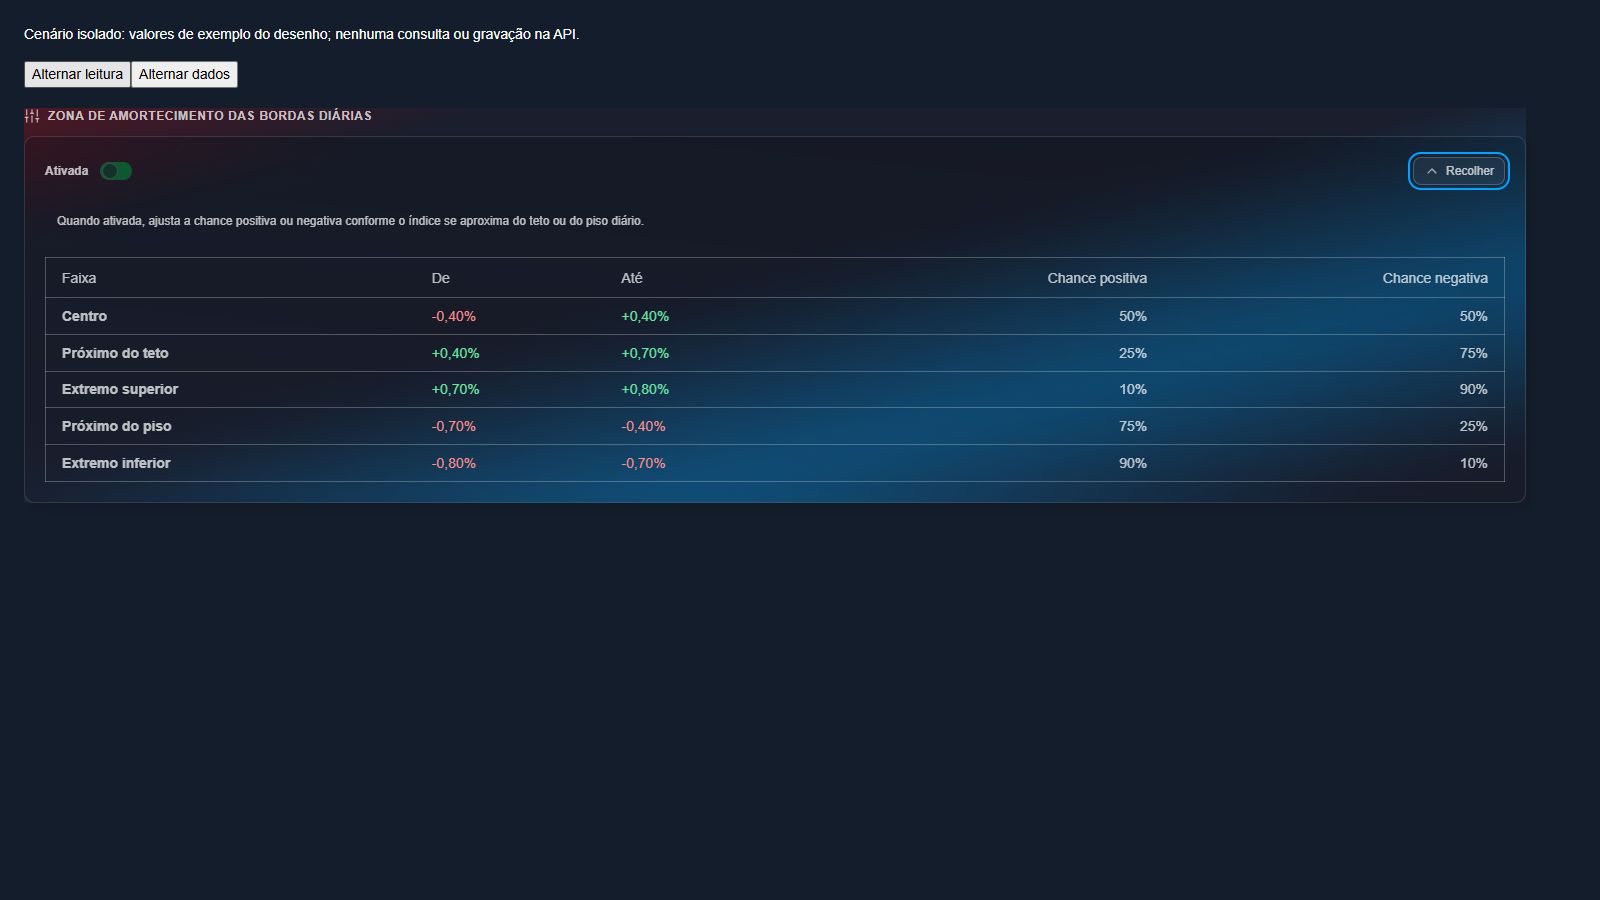 Cenário isolado: valores de exemplo do desenho; nenhuma consulta ou gravação na API.
Alternar leitura Alternar dados
ZONA DE AMORTECIMENTO DAS BORDAS DIÁRIAS
Ativada Recolher
Quando ativada, ajusta a chance positiva ou negativa conforme o índice se aproxima do teto ou do piso diário.
Faixa De Até Chance positiva Chance negativa
Centro -0,40% +0,40% 50% 50%
Próximo do teto +0,40% +0,70% 25% 75%
Extremo superior +0,70% +0,80% 10% 90%
Próximo do piso -0,70% -0,40% 75% 25%
Extremo inferior -0,80% -0,70% 90% 10%